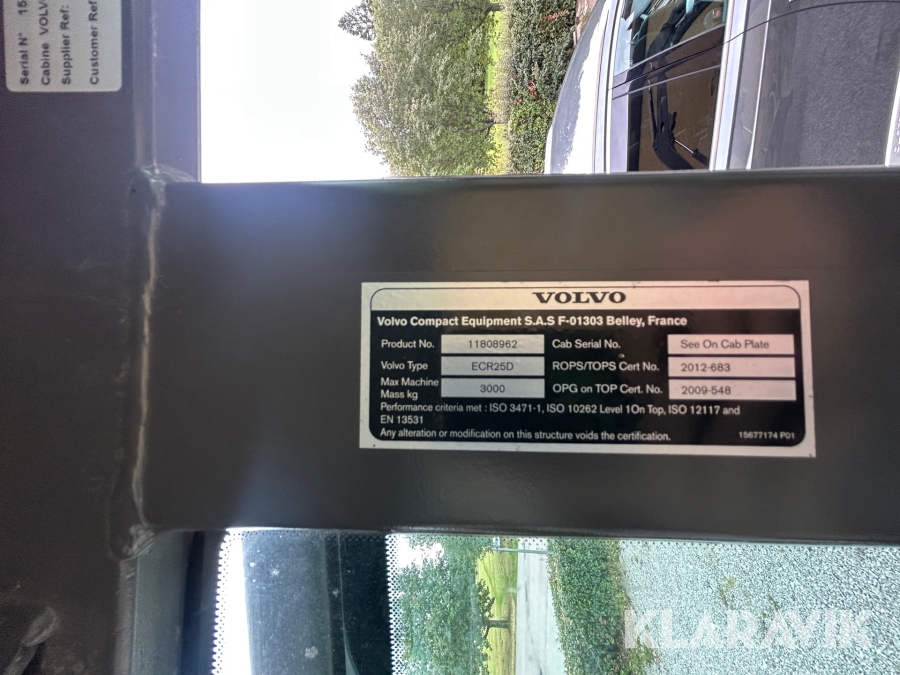 Serial N° 15
Cabine VOLV
Supplier Ref:
Customer Ref
VOLVO
Volvo Compact Equipment S.A.S F-01303 Belley, France
Product No. 11808962 Cab Serial No. See On Cab Plate
Volvo Type ECR25D ROPS/TOPS Cert No. 2012-683
Max Machine
Mass kg 3000 OPG on TOP Cert. No. 2009-548
Performance criteria met : ISO 3471-1, ISO 10262 Level 1On Top, ISO 12117 and
EN 13531
Any alteration or modification on this structure voids the certification. 15677174 P01
KLARAVIK